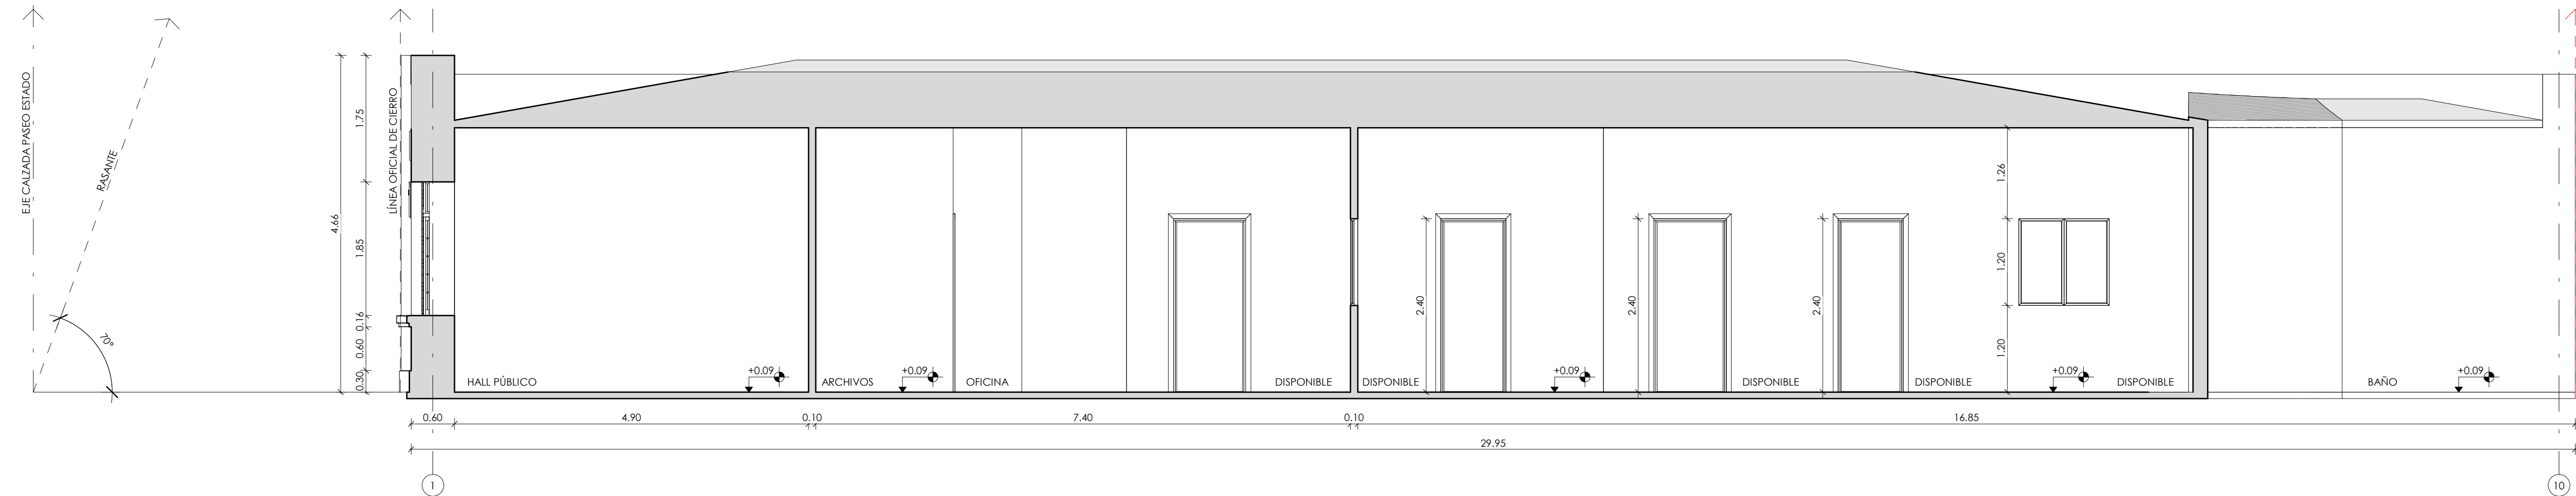 EJE CALZADA PASEO ESTADO
RASANTE
70°
LÍNEA OFICIAL DE CIERRO
4.66
1.75
1.85
0.16
0.60
0.30
HALL PÚBLICO
+0.09
ARCHIVOS
+0.09
OFICINA
DISPONIBLE
DISPONIBLE
2.40
+0.09
2.40
DISPONIBLE
2.40
DISPONIBLE
1.26
1.20
1.20
+0.09
DISPONIBLE
BAÑO
+0.09
0.60
4.90
0.10
7.40
0.10
16.85
29.95
1
10